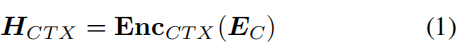 H_{CTX} = Enc_{CTX}(E_C) (1)